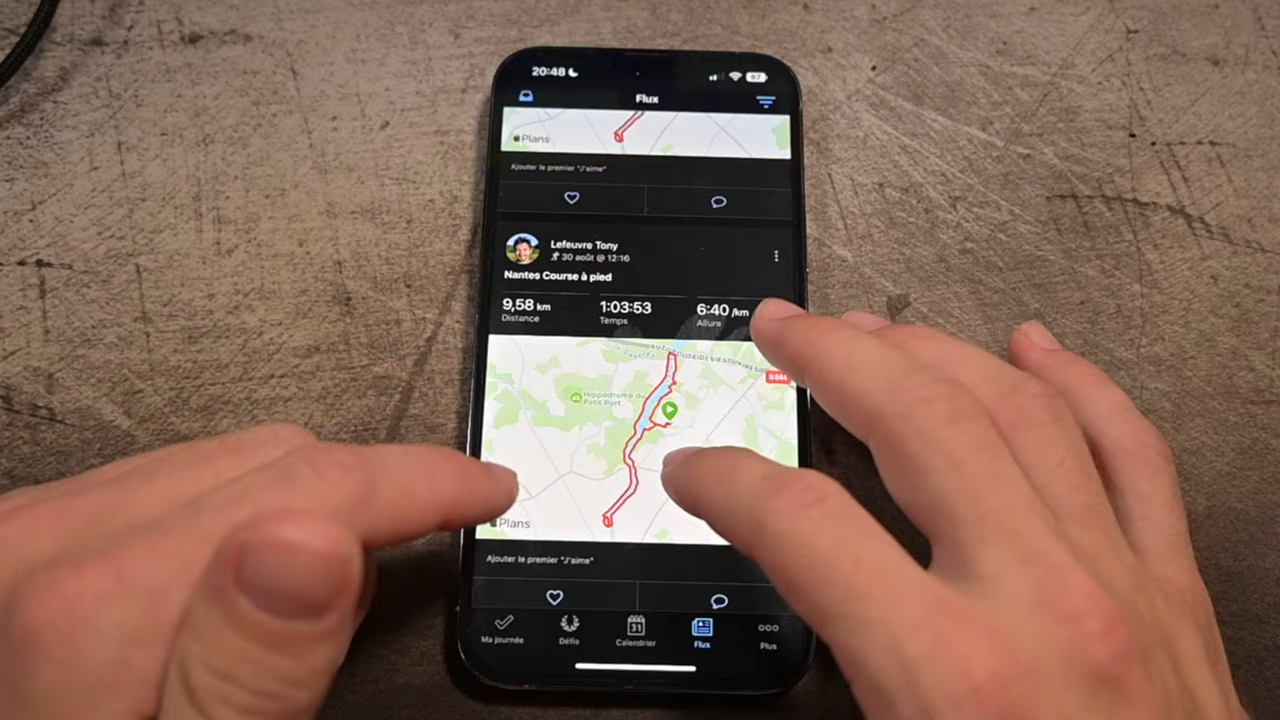 20:48
67
Flux
Plans
Ajouter le premier "J'aime"
Lefeuvre Tony
30 août @ 12:16
Nantes Course à pied
9,58 km
1:03:53
6:40 /km
Distance
Temps
Allure
Hippodrome du
Petit Port
N 844
Plans
Ajouter le premier "J'aime"
31
Ma journée
Défis
Calendrier
Flux
Plus